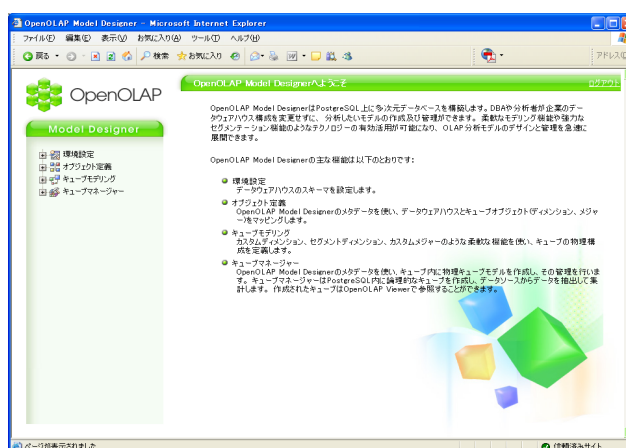 OpenOLAP Model Designer - Microsoft Internet Explorer
ファイル(F) 編集(E) 表示(V) お気に入り(A) ツール(T) ヘルプ(H)
戻る 検索 お気に入り アドレス(D)
OpenOLAP
Model Designer
環境設定
オブジェクト定義
キューブモデリング
キューブマネージャー
OpenOLAP Model Designerへようこそ ログアウト
OpenOLAP Model DesignerはPostgreSQL上に多次元データベースを構築します。DBAや分析者が企業のデー
タウェアハウス構成を変更せずに、分析したいモデルの作成及び管理ができます。柔軟なモデリング機能や強力な
セグメンテーション機能のようなテクノロジーの有効活用が可能になり、OLAP分析モデルのデザインと管理を急速に
展開できます。
OpenOLAP Model Designerの主な機能は以下のとおりです：
環境設定
データウェアハウスのスキーマを設定します。
オブジェクト定義
OpenOLAP Model Designerのメタデータを使い、データウェアハウスとキューブオブジェクト(ディメンション、メジャ
ー)をマッピングします。
キューブモデリング
カスタムディメンション、セグメントディメンション、カスタムメジャーのような柔軟な機能を使い、キューブの物理構
成を定義します。
キューブマネージャー
OpenOLAP Model Designerのメタデータを使い、キューブ内に物理キューブモデルを作成し、その管理を行いま
す。キューブマネージャーはPostgreSQL内に論理的なキューブを作成し、データソースからデータを抽出して集
計します。作成されたキューブはOpenOLAP Viewerで参照することができます。
ページが表示されました 信頼済みサイト